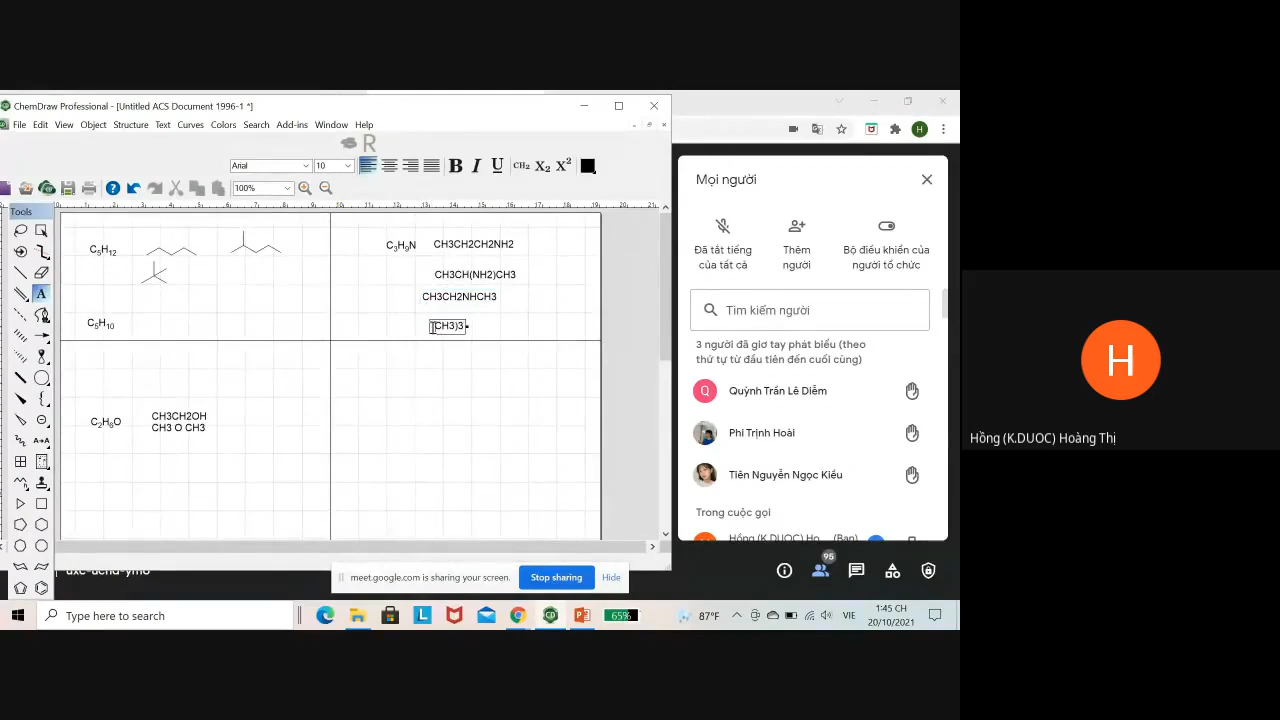 ChemDraw Professional - [Untitled ACS Document 1996-1 *]
File Edit View Object Structure Text Curves Colors Search Add-ins Window Help
R
Arial 10 B I U CH2 X2 X2
100%
Tools
C5H12
C5H10
C2H6O CH3CH2OH
CH3 O CH3
C3H9N CH3CH2CH2NH2
CH3CH(NH2)CH3
CH3CH2NHCH3
CH3)3
A
meet.google.com is sharing your screen. Stop sharing Hide
Mọi người
Đã tắt tiếng của tất cả
Thêm người
Bộ điều khiển của người tổ chức
Tìm kiếm người
3 người đã giơ tay phát biểu (theo
thứ tự từ đầu tiên đến cuối cùng)
Q Quỳnh Trần Lê Diễm
Phi Trịnh Hoài
Tiên Nguyễn Ngọc Kiều
Trong cuộc gọi
95
H
H
Hồng (K.DUOC) Hoàng Thị
Type here to search
65%
87°F
VIE
1:45 CH
20/10/2021